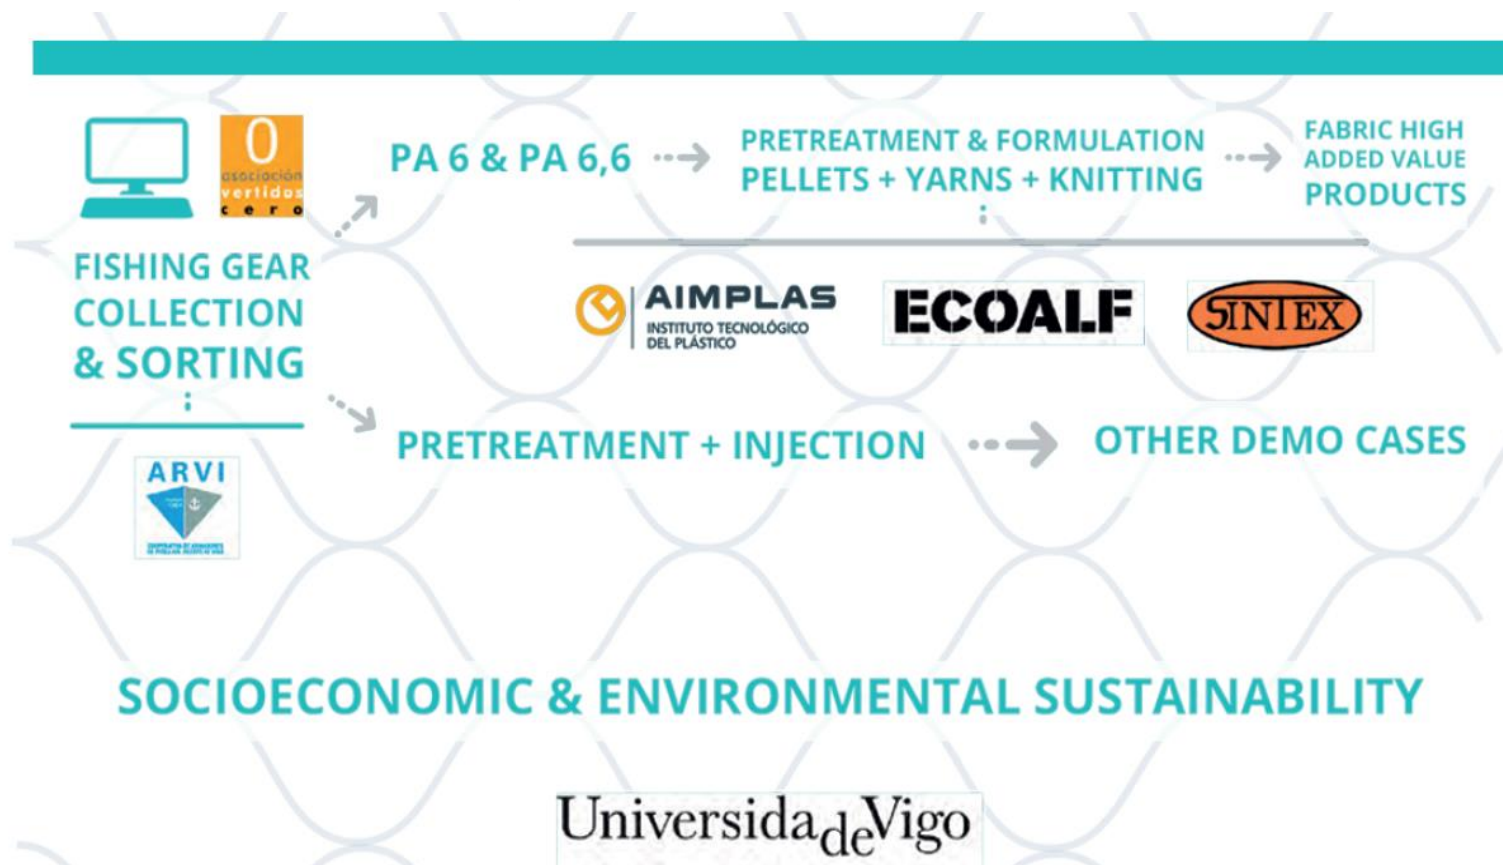 0
asociación
vertidos
cero
FISHING GEAR
COLLECTION
& SORTING
ARVI
PA 6 & PA 6,6
PRETREATMENT & FORMULATION
PELLETS + YARNS + KNITTING
FABRIC HIGH
ADDED VALUE
PRODUCTS
AIMPLAS
INSTITUTO TECNOLÓGICO
DEL PLÁSTICO
ECOALF
SINTEX
PRETREATMENT + INJECTION
OTHER DEMO CASES
SOCIOECONOMIC & ENVIRONMENTAL SUSTAINABILITY
UniversidadeVigo